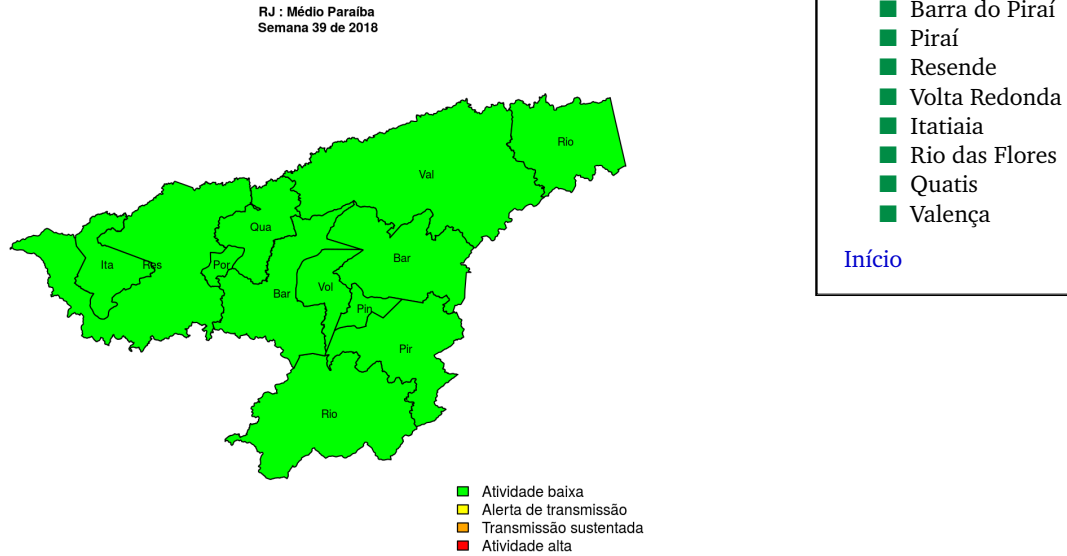 RJ : Médio Paraíba
Semana 39 de 2018
Rio
Val
Qua
Ita
Res
Por
Bar
Bar
Vol
Pin
Pir
Rio
Atividade baixa
Alerta de transmissão
Transmissão sustentada
Atividade alta
Barra do Piraí
Piraí
Resende
Volta Redonda
Itatiaia
Rio das Flores
Quatis
Valença
Início